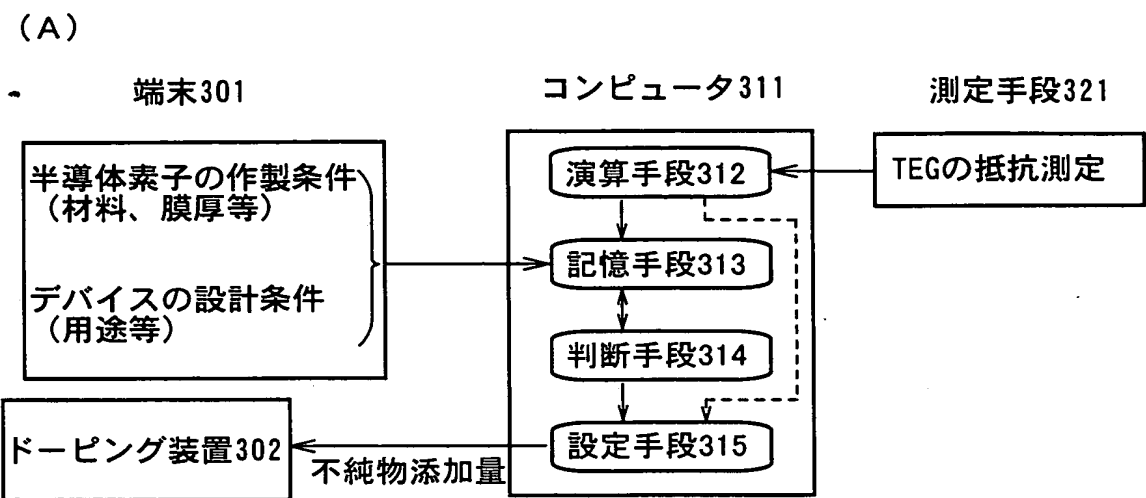 (A)
端末301
コンピュータ311
測定手段321
半導体素子の作製条件
(材料、膜厚等)
デバイスの設計条件
(用途等)
演算手段312
記憶手段313
判断手段314
設定手段315
TEGの抵抗測定
ドーピング装置302
不純物添加量